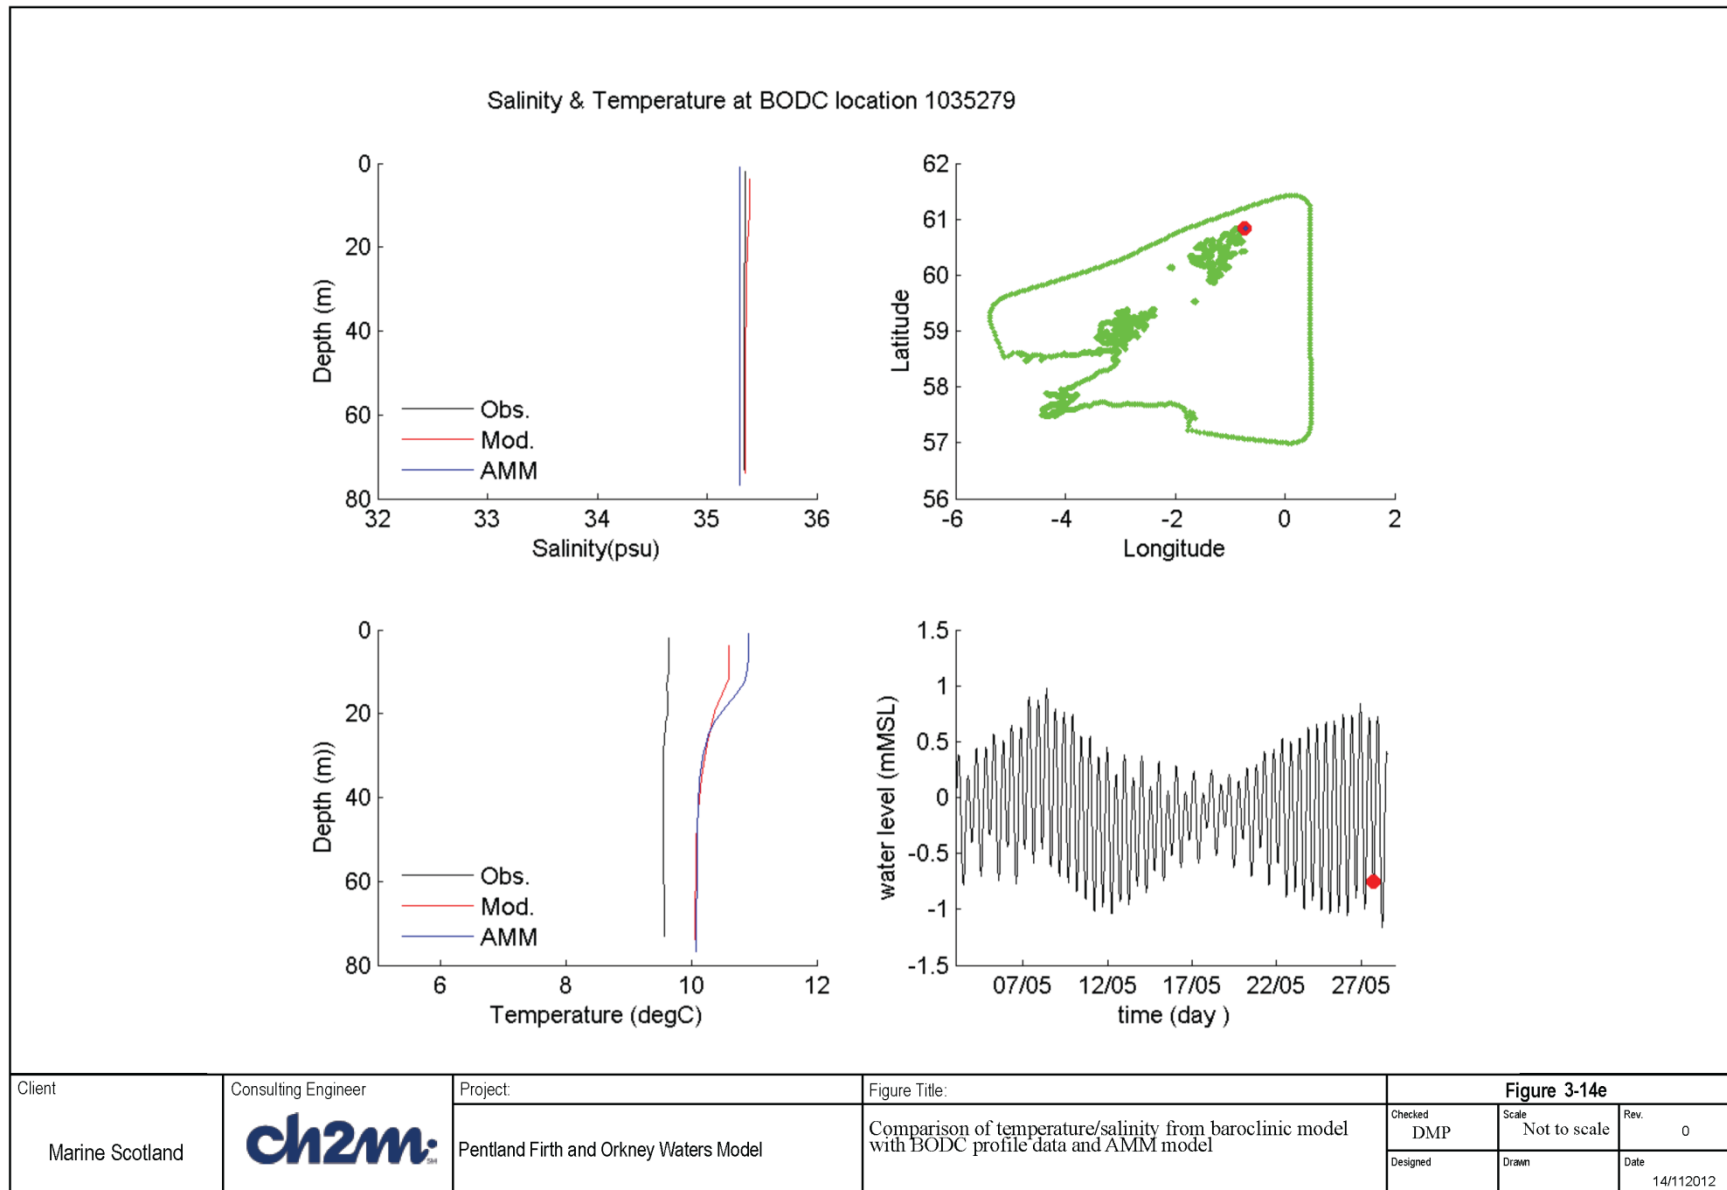 Salinity & Temperature at BODC location 1035279
0
20
40
60
80
Depth (m)
Obs.
Mod.
AMM
32
33
34
35
36
Salinity(psu)
62
61
60
59
58
57
56
Latitude
-6
-4
-2
0
2
Longitude
0
20
40
60
80
Depth (m))
Obs.
Mod.
AMM
6
8
10
12
Temperature (degC)
1.5
1
0.5
0
-0.5
-1
-1.5
water level (mMSL)
07/05
12/05
17/05
22/05
27/05
time (day )
Client
Marine Scotland
Consulting Engineer
ch2m:
SM
Project:
Pentland Firth and Orkney Waters Model
Figure Title:
Comparison of temperature/salinity from baroclinic model
with BODC profile data and AMM model
Figure 3-14e
Checked
DMP
Scale
Not to scale
Rev.
0
Designed
Drawn
Date
14/112012